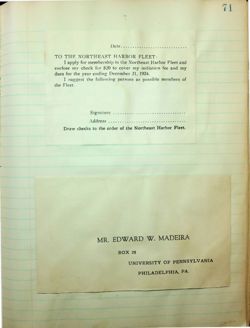 71
Date
TO THE NORTHEAST HARBOR FLEET
I apply for membership in the Northeast Harbor Fleet and
enclose my check for $20 to cover my initiation fee and my
dues for the year ending December 31, 1924.
I suggest the following persons as possible members of
the Fleet.
Signature
Address
Draw checks to the order of the Northeast Harbor Fleet.
MR. EDWARD W. MADEIRA
BOX 28
UNIVERSITY OF PENNSYLVANIA
PHILADELPHIA, PA.